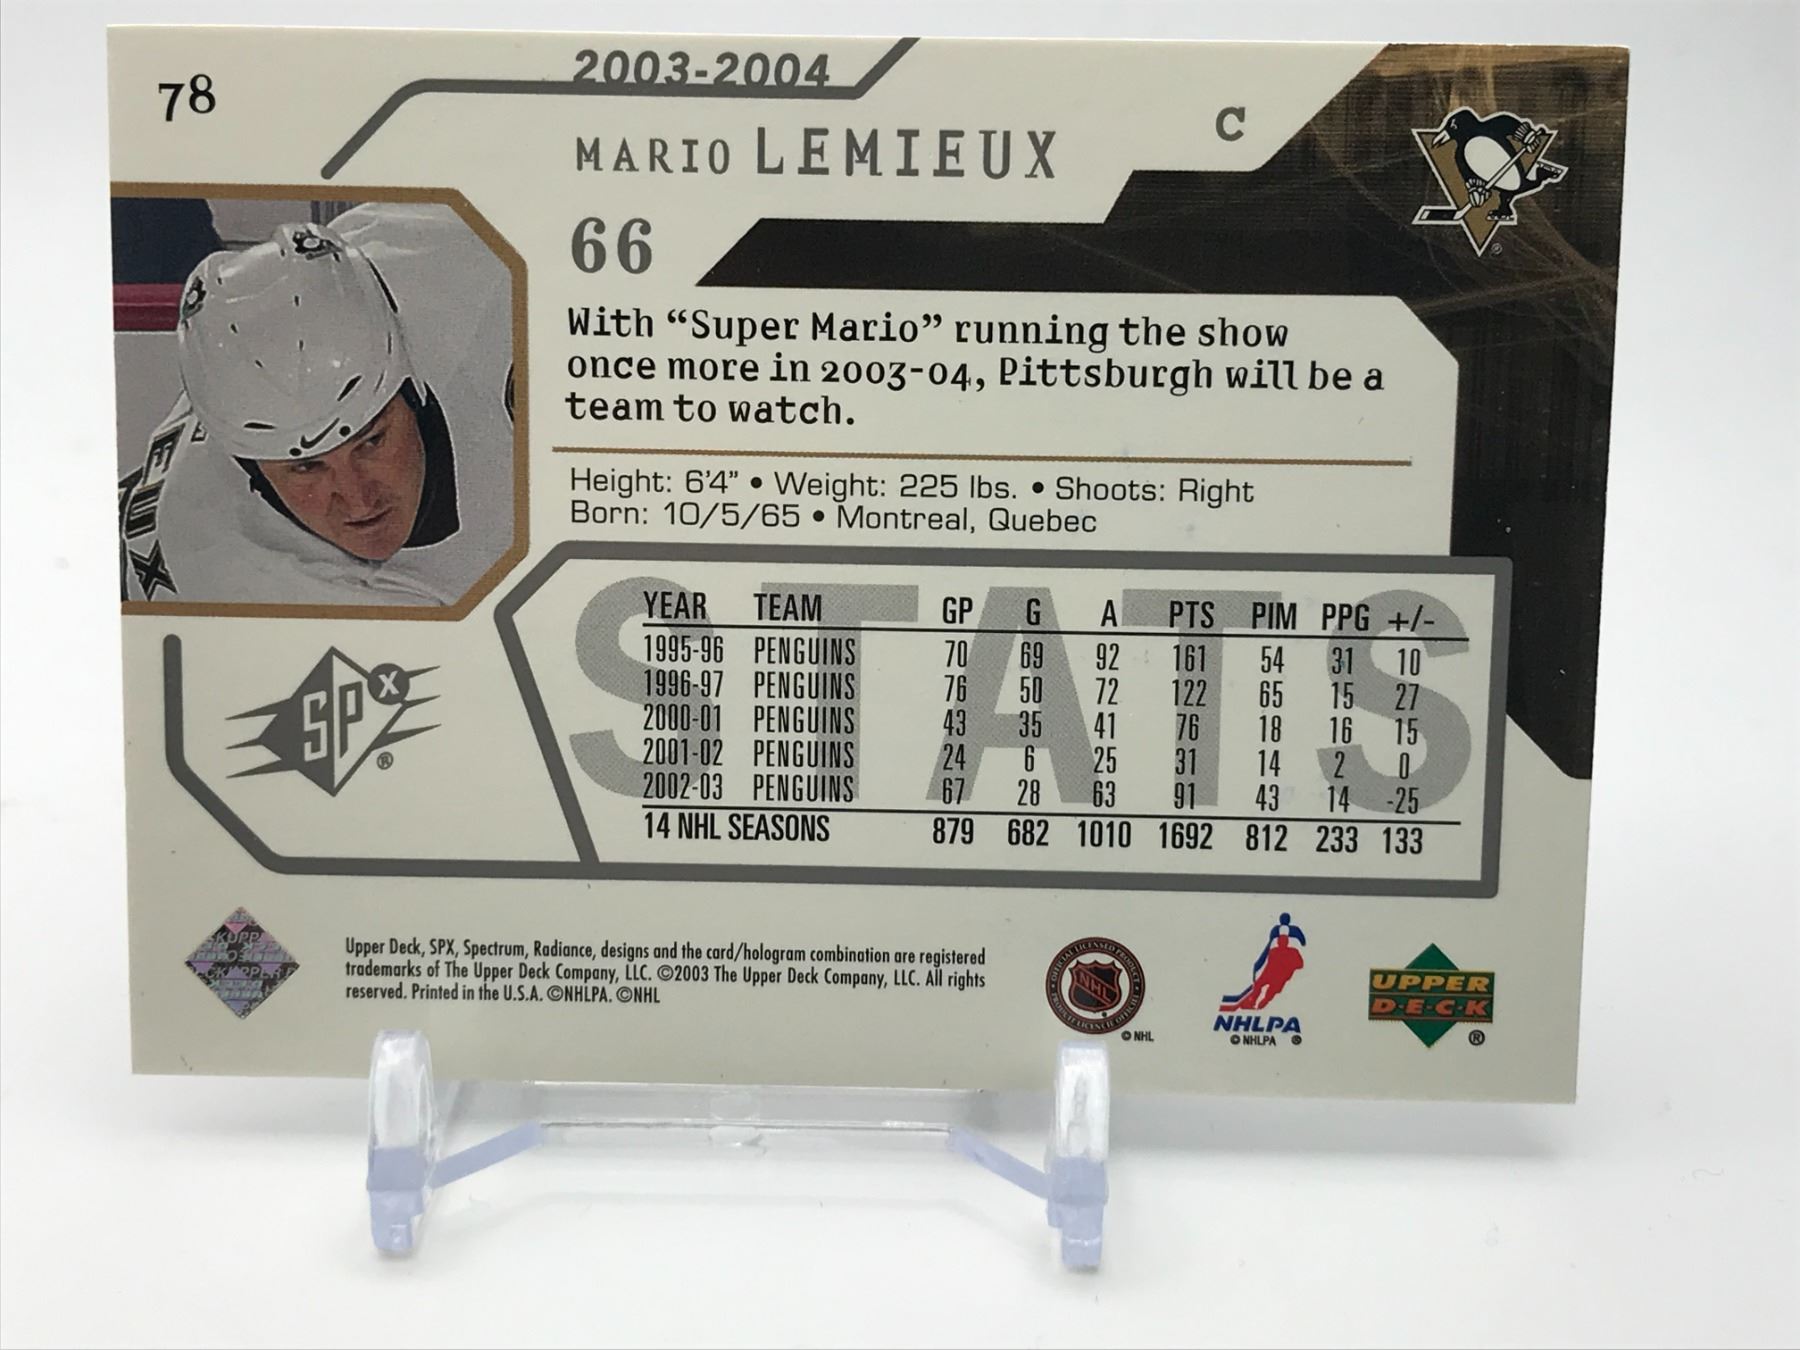 78
2003-2004
MARIO LEMIEUX
C
66
With “Super Mario” running the show
once more in 2003-04, Pittsburgh will be a
team to watch.
Height: 6'4" • Weight: 225 lbs. • Shoots: Right
Born: 10/5/65 • Montreal, Quebec
SPx®
STATS
YEAR TEAM GP G A PTS PIM PPG +/-
1995-96 PENGUINS 70 69 92 161 54 31 10
1996-97 PENGUINS 76 50 72 122 65 15 27
2000-01 PENGUINS 43 35 41 76 18 16 15
2001-02 PENGUINS 24 6 25 31 14 2 0
2002-03 PENGUINS 67 28 63 91 43 14 -25
14 NHL SEASONS 879 682 1010 1692 812 233 133
Upper Deck, SPX, Spectrum, Radiance, designs and the card/hologram combination are registered
trademarks of The Upper Deck Company, LLC. ©2003 The Upper Deck Company, LLC. All rights
reserved. Printed in the U.S.A. ©NHLPA. ©NHL
NHL
© NHL
NHLPA
© NHLPA ®
UPPER
D·E·C·K
®